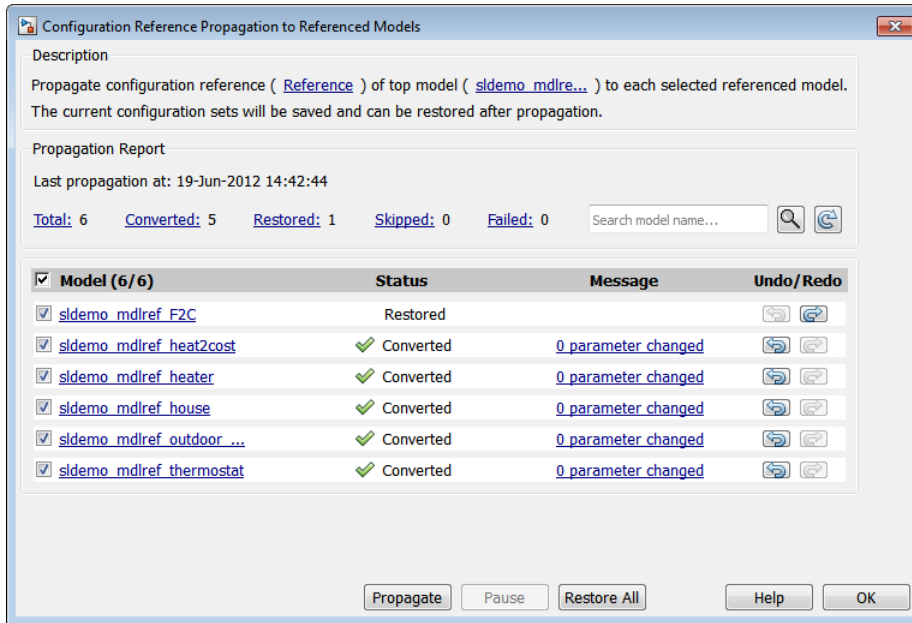 Configuration Reference Propagation to Referenced Models
Description
Propagate configuration reference ( Reference ) of top model ( sldemo_mdlre... ) to each selected referenced model.
The current configuration sets will be saved and can be restored after propagation.
Propagation Report
Last propagation at: 19-Jun-2012 14:42:44
Total: 6 Converted: 5 Restored: 1 Skipped: 0 Failed: 0 Search model name...
Model (6/6) Status Message Undo/Redo
sldemo_mdlref_F2C Restored
sldemo_mdlref_heat2cost Converted 0 parameter changed
sldemo_mdlref_heater Converted 0 parameter changed
sldemo_mdlref_house Converted 0 parameter changed
sldemo_mdlref_outdoor_... Converted 0 parameter changed
sldemo_mdlref_thermostat Converted 0 parameter changed
Propagate Pause Restore All Help OK